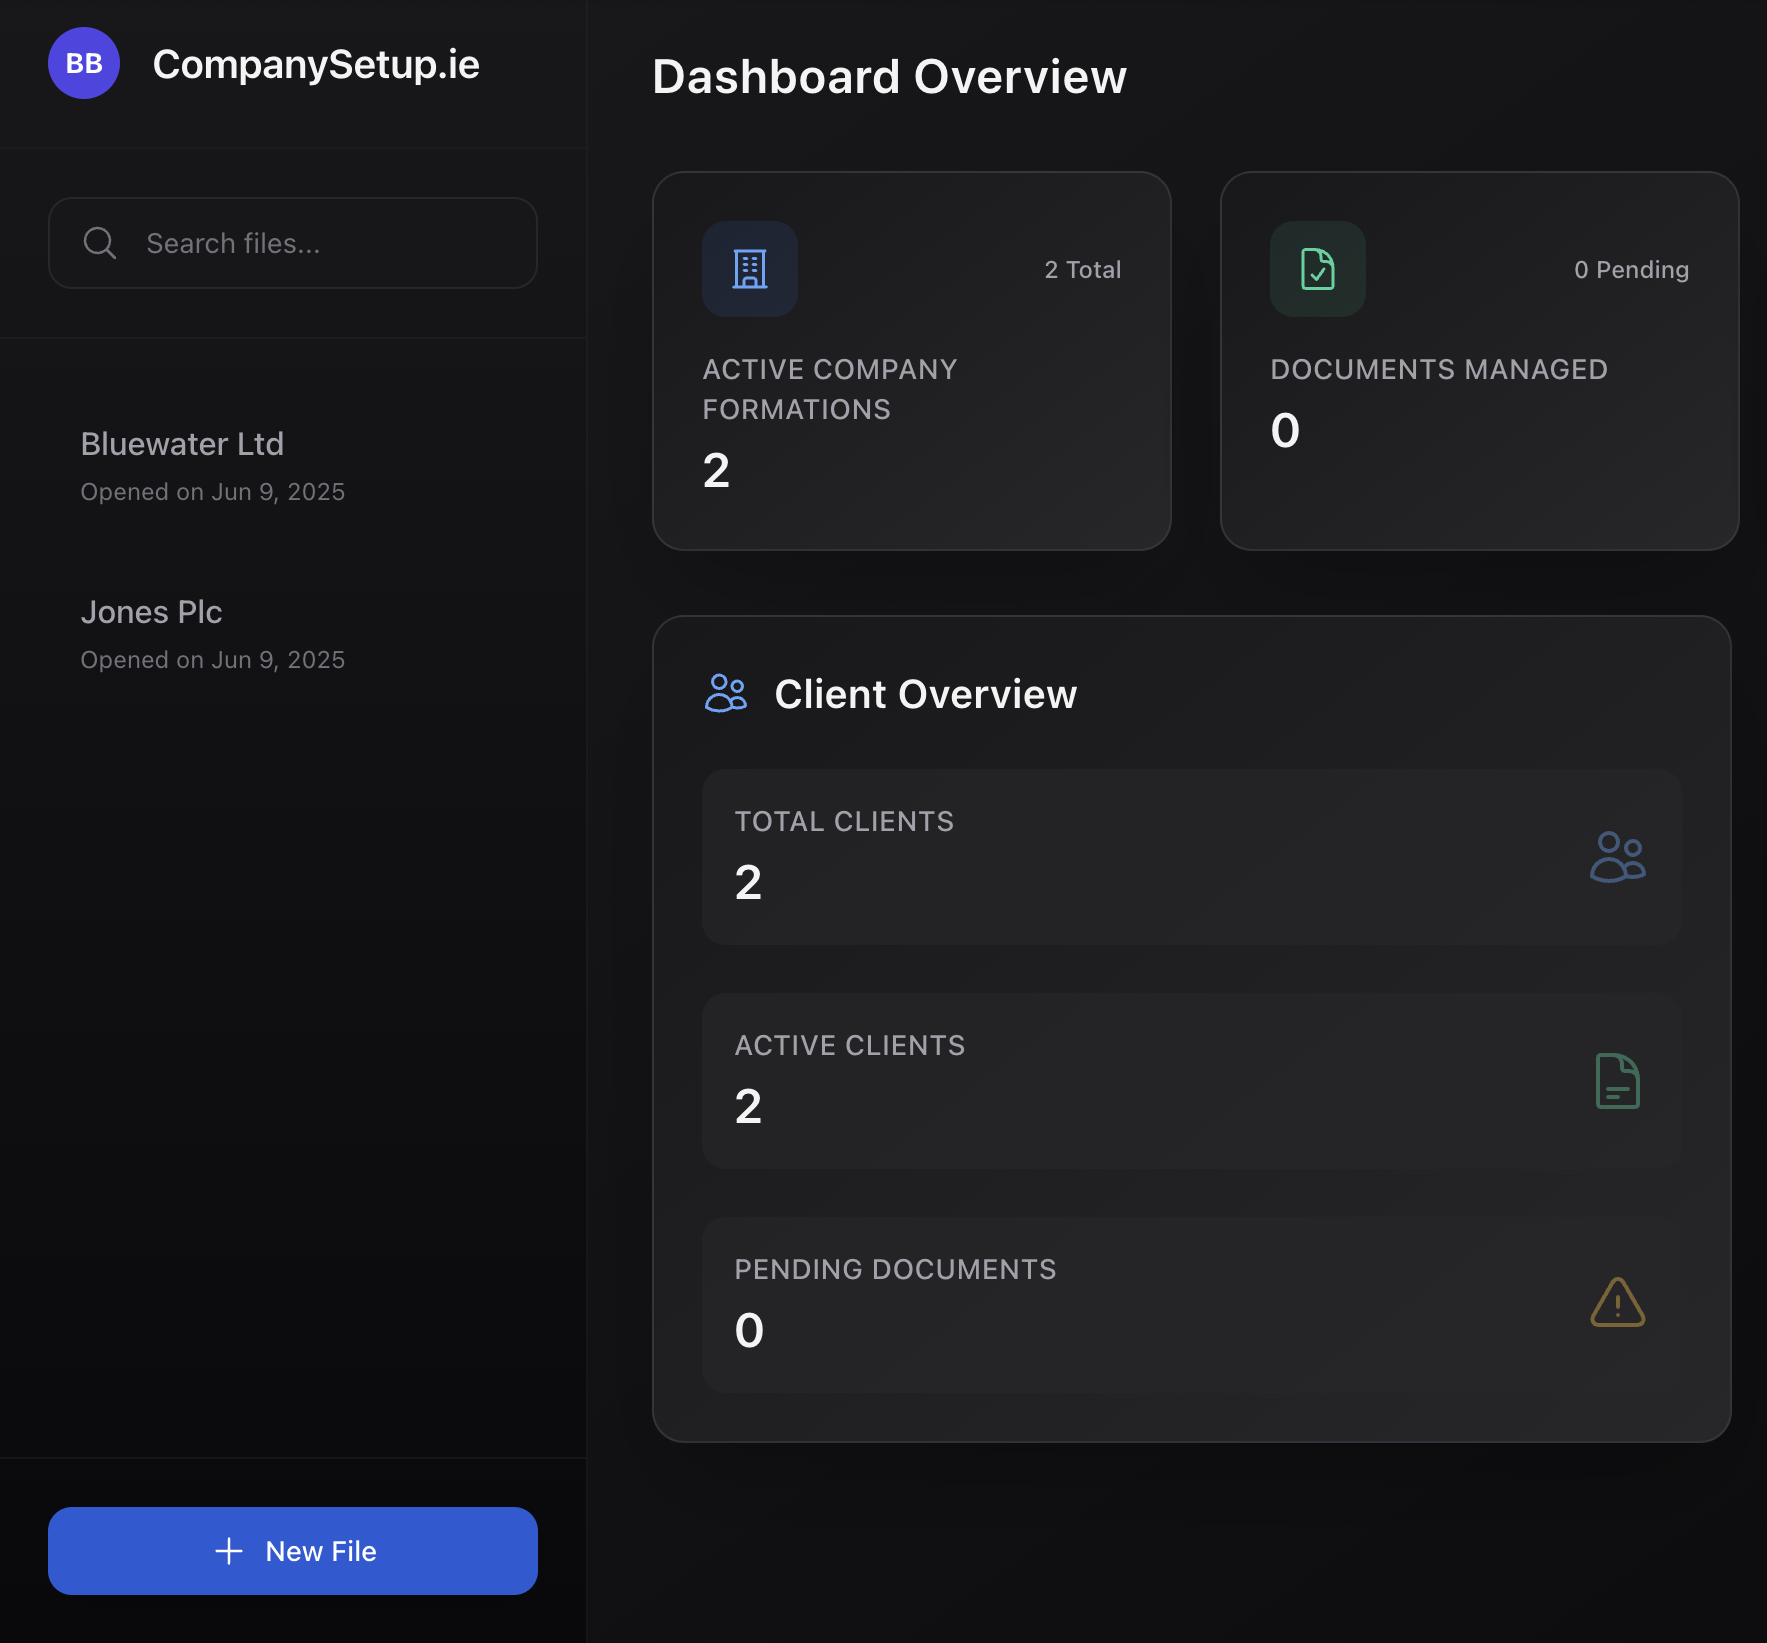 BB
CompanySetup.ie
Search files...
Bluewater Ltd
Opened on Jun 9, 2025
Jones Plc
Opened on Jun 9, 2025
New File
Dashboard Overview
2 Total
ACTIVE COMPANY
FORMATIONS
2
0 Pending
DOCUMENTS MANAGED
0
Client Overview
TOTAL CLIENTS
2
ACTIVE CLIENTS
2
PENDING DOCUMENTS
0